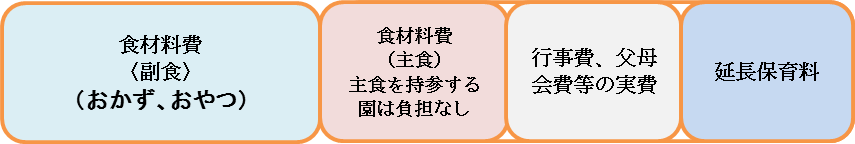 食材料費
〈副食〉
（おかず、おやつ）
食材料費
（主食）
主食を持参する
園は負担なし
行事費、父母
会費等の実費
延長保育料